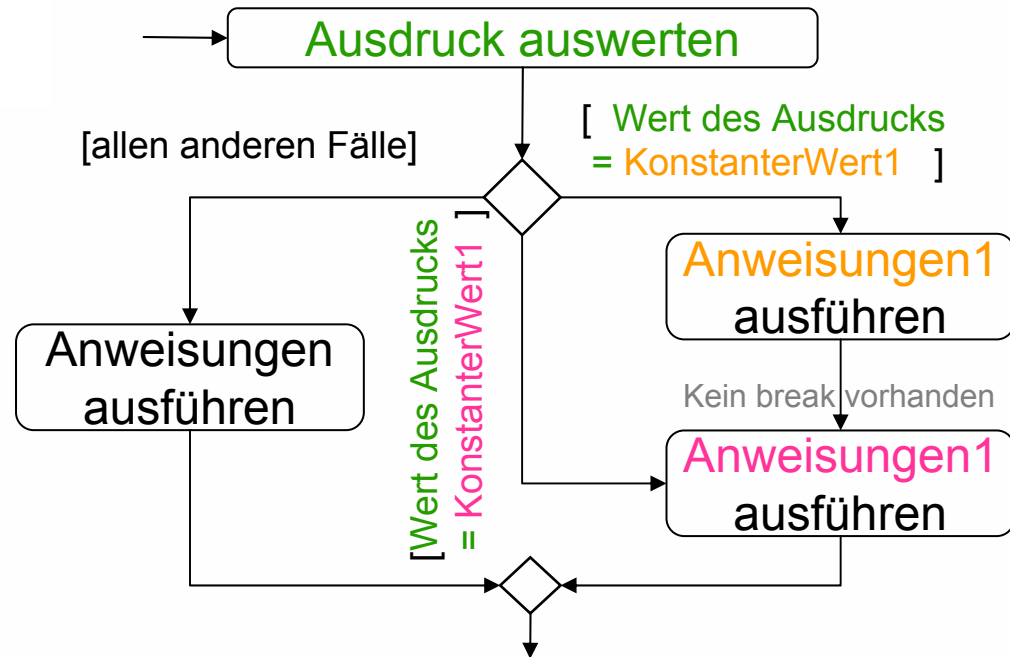 Ausdruck auswerten
[allen anderen Fälle]
[ Wert des Ausdrucks
= KonstanterWert1 ]
[Wert des Ausdrucks
= KonstanterWert1 ]
Anweisungen1
ausführen
Anweisungen
ausführen
Kein break vorhanden
Anweisungen1
ausführen